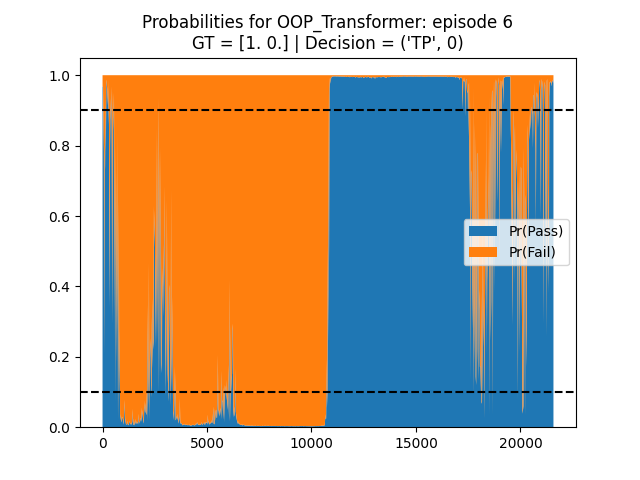 Probabilities for OOP_Transformer: episode 6
GT = [1. 0.] | Decision = ('TP', 0)
1.0
0.8
0.6
0.4
0.2
0.0
Pr(Pass)
Pr(Fail)
0
5000
10000
15000
20000